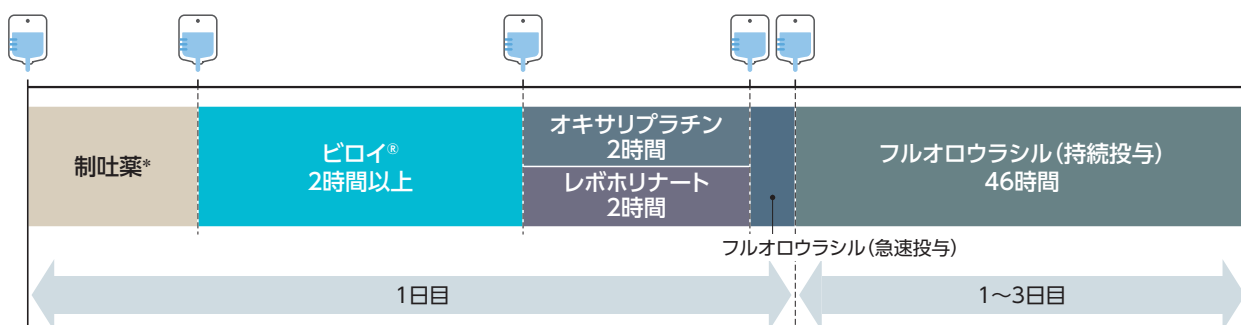 制吐薬*
ビロイ®
2時間以上
オキサリプラチン
2時間
レボホリナート
2時間
フルオロウラシル(急速投与)
フルオロウラシル(持続投与)
46時間
1日目
1〜3日目